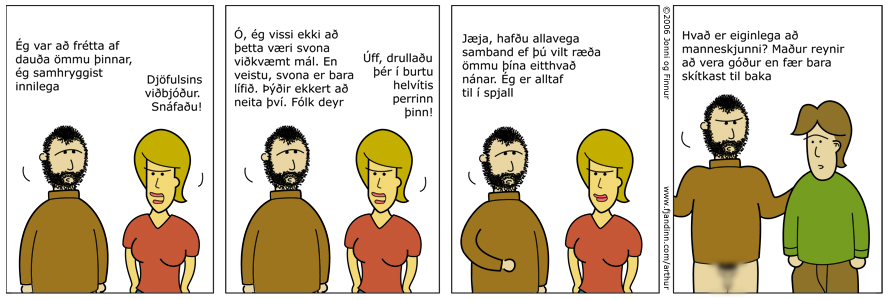 Ég var að frétta af
dauða ömmu þinnar,
ég samhryggist
innilega
Djöfulsins
viðbjóður.
Snáfaðu!
Ó, ég vissi ekki að
þetta væri svona
viðkvæmt mál. En
veistu, svona er bara
lífið. Þýðir ekkert að
neita því. Fólk deyr
Úff, drullaðu
þér í burtu
helvítis
perrinn
þinn!
Jæja, hafðu allavega
samband ef þú vilt ræða
ömmu þína eitthvað
nánar. Ég er alltaf
til í spjall
©2006 Jonni og Finnur
www.fjandinn.com/arthur
Hvað er eiginlega að
manneskjunni? Maður reynir
að vera góður en fær bara
skítkast til baka